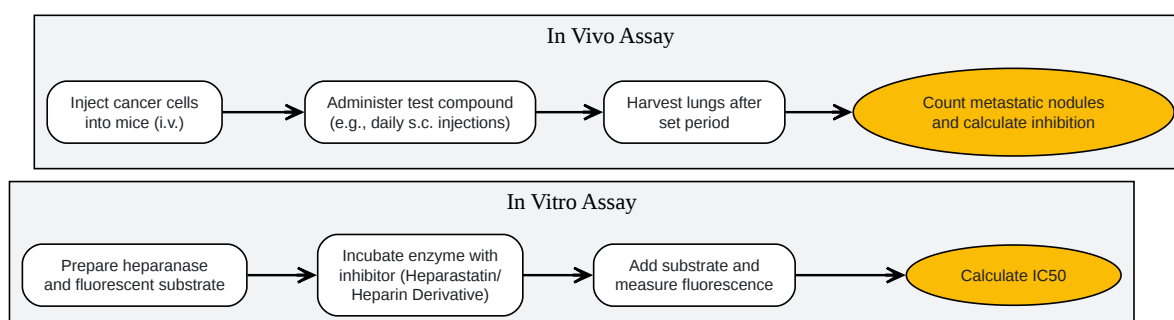 In Vivo Assay
Inject cancer cells
into mice (i.v.)
Administer test compound
(e.g., daily s.c. injections)
Harvest lungs after
set period
Count metastatic nodules
and calculate inhibition
In Vitro Assay
Prepare heparanase
and fluorescent substrate
Incubate enzyme with
inhibitor (Heparastatin/
Heparin Derivative)
Add substrate and
measure fluorescence
Calculate IC50